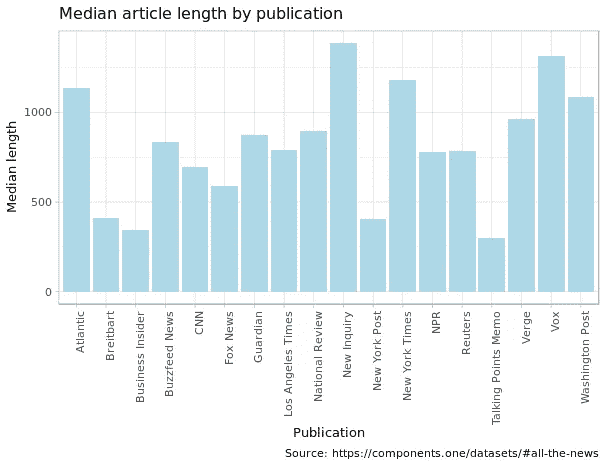 Median article length by publication
Median length
1000
500
0
Atlantic
Breitbart
Business Insider
Buzzfeed News
CNN
Fox News
Guardian
Los Angeles Times
National Review
New Inquiry
New York Post
New York Times
NPR
Reuters
Talking Points Memo
Verge
Vox
Washington Post
Publication
Source: https://components.one/datasets/#all-the-news